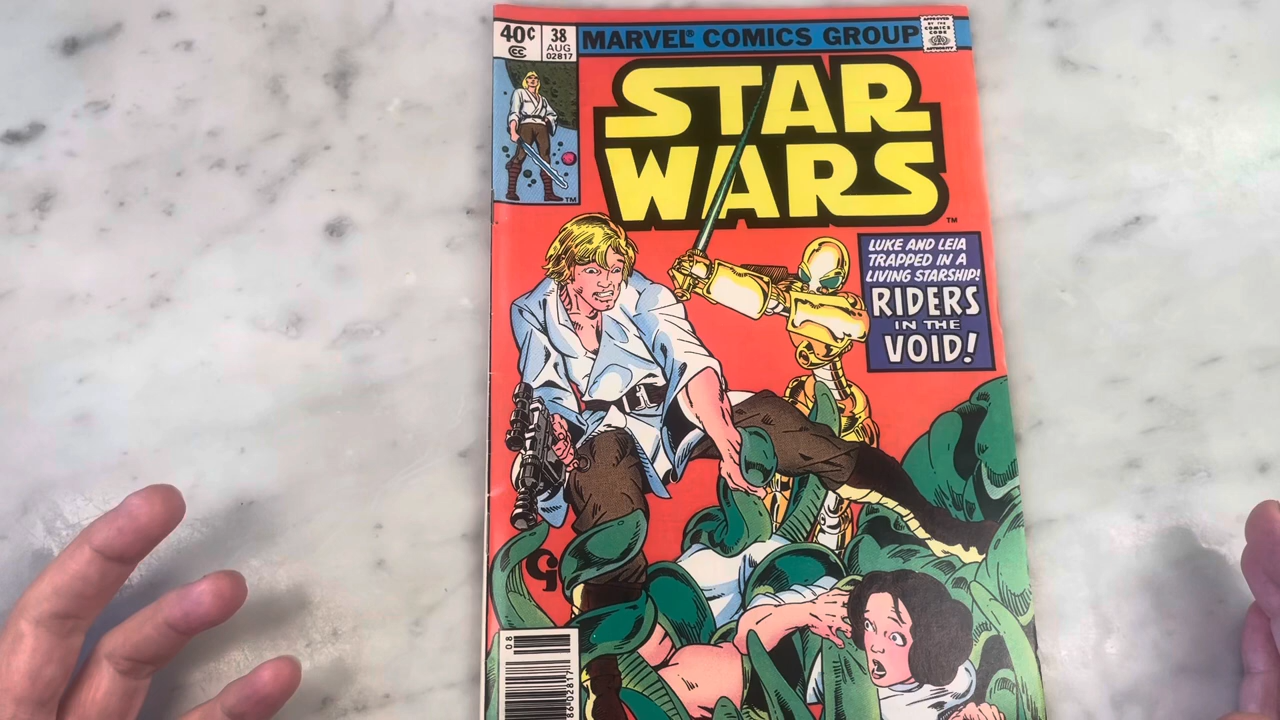 40¢
CC
38
AUG
02817
MARVEL® COMICS GROUP
APPROVED
BY THE
COMICS
CODE
AUTHORITY
STAR
WARS
TM
TM
LUKE AND LEIA
TRAPPED IN A
LIVING STARSHIP!
RIDERS
IN THE
VOID!
08